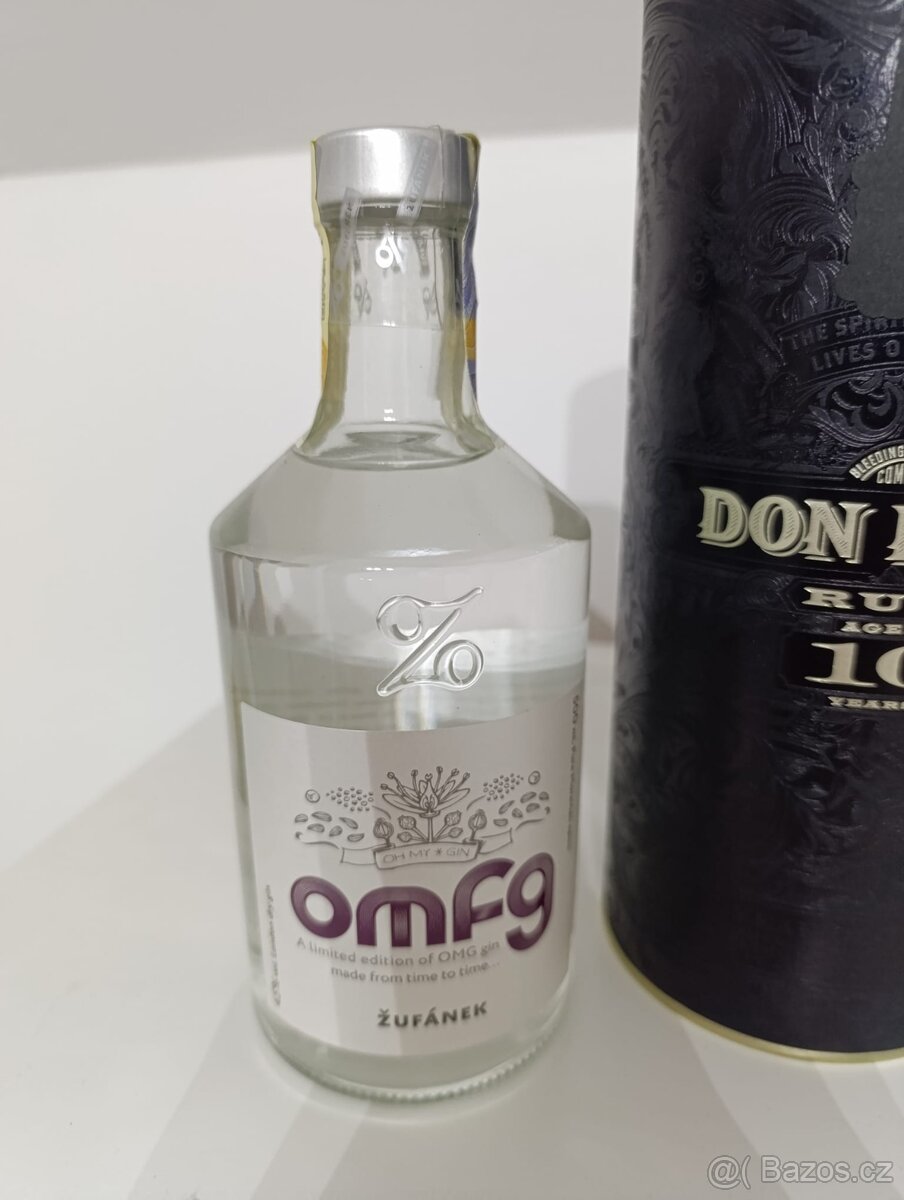 Ž
OH MY * GIN
omfg
A limited edition of OMG gin
made from time to time...
ŽUFÁNEK
THE SPIRI
LIVES O
BLEEDING
COM
DON
RU
AGE
10
YEARS
@( Bazos.cz